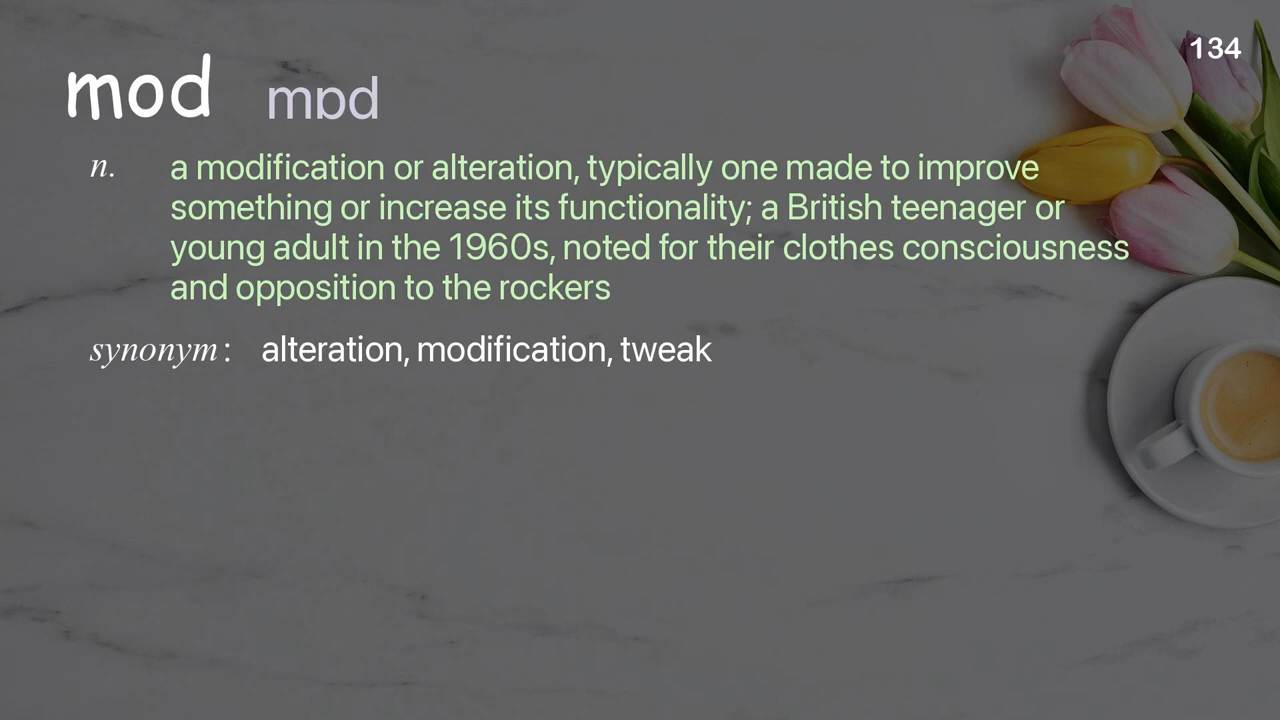 134
mod mɒd
n. a modification or alteration, typically one made to improve
something or increase its functionality; a British teenager or
young adult in the 1960s, noted for their clothes consciousness
and opposition to the rockers
synonym: alteration, modification, tweak